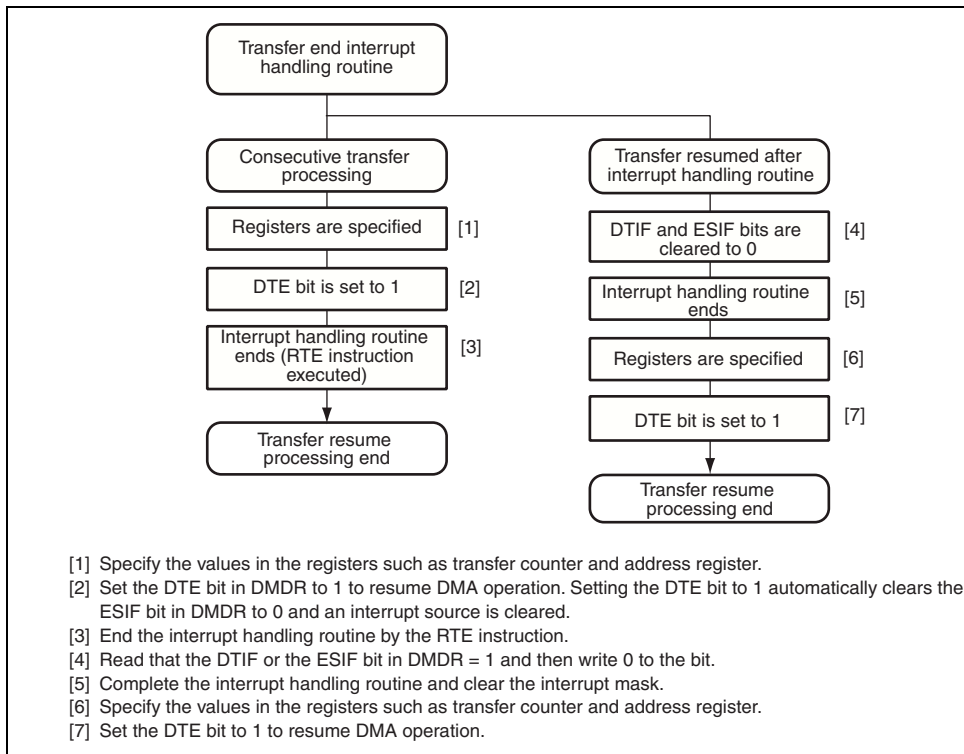 Transfer end interrupt
handling routine
Consecutive transfer
processing
Registers are specified [1]
DTE bit is set to 1 [2]
Interrupt handling routine
ends (RTE instruction
executed) [3]
Transfer resume
processing end
Transfer resumed after
interrupt handling routine
DTIF and ESIF bits are
cleared to 0 [4]
Interrupt handling routine
ends [5]
Registers are specified [6]
DTE bit is set to 1 [7]
Transfer resume
processing end
[1] Specify the values in the registers such as transfer counter and address register.
[2] Set the DTE bit in DMDR to 1 to resume DMA operation. Setting the DTE bit to 1 automatically clears the
ESIF bit in DMDR to 0 and an interrupt source is cleared.
[3] End the interrupt handling routine by the RTE instruction.
[4] Read that the DTIF or the ESIF bit in DMDR = 1 and then write 0 to the bit.
[5] Complete the interrupt handling routine and clear the interrupt mask.
[6] Specify the values in the registers such as transfer counter and address register.
[7] Set the DTE bit to 1 to resume DMA operation.